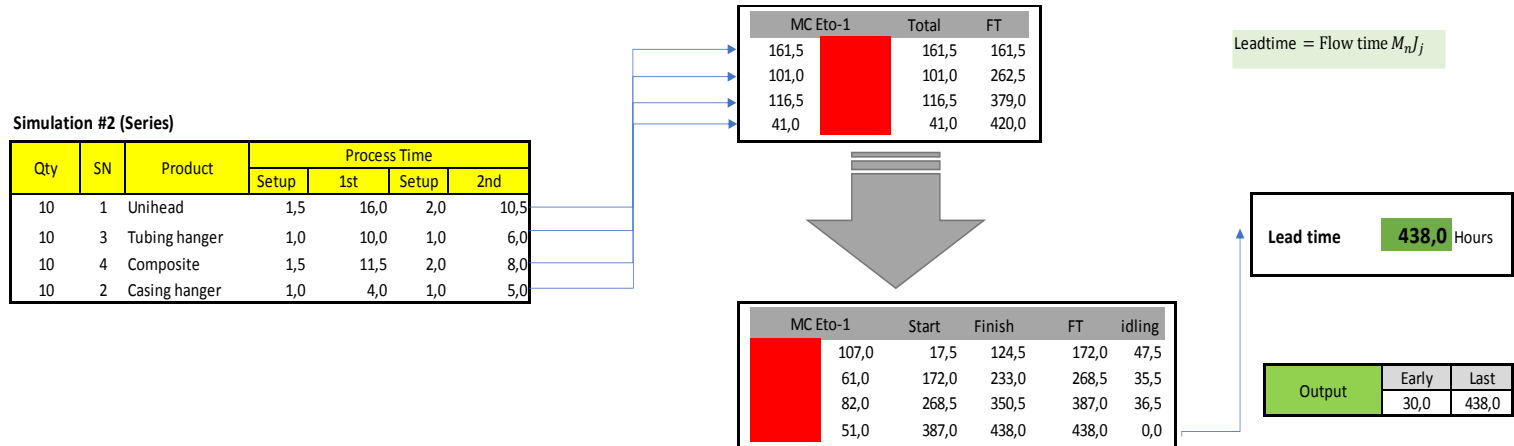 MC Eto-1 Total FT
161,5 161,5 161,5
101,0 101,0 262,5
116,5 116,5 379,0
41,0 41,0 420,0
Leadtime = Flow time MₙJⱼ
Simulation #2 (Series)
Qty SN Product Process Time
Setup 1st Setup 2nd
10 1 Unihead 1,5 16,0 2,0 10,5
10 3 Tubing hanger 1,0 10,0 1,0 6,0
10 4 Composite 1,5 11,5 2,0 8,0
10 2 Casing hanger 1,0 4,0 1,0 5,0
Lead time 438,0 Hours
MC Eto-1 Start Finish FT idling
107,0 17,5 124,5 172,0 47,5
61,0 172,0 233,0 268,5 35,5
82,0 268,5 350,5 387,0 36,5
51,0 387,0 438,0 438,0 0,0
Output Early Last
30,0 438,0